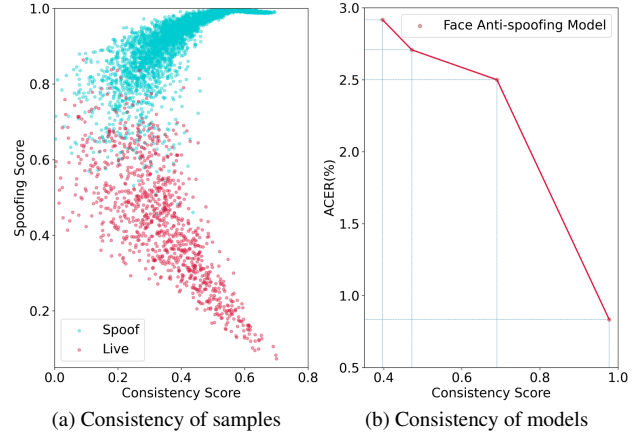 1.0
0.8
0.6
0.4
0.2
Spoofing Score
Spoof
Live
0.0 0.2 0.4 0.6 0.8
Consistency Score
(a) Consistency of samples
3.0
2.5
2.0
1.5
1.0
0.5
ACER(%)
Face Anti-spoofing Model
0.4 0.6 0.8 1.0
Consistency Score
(b) Consistency of models